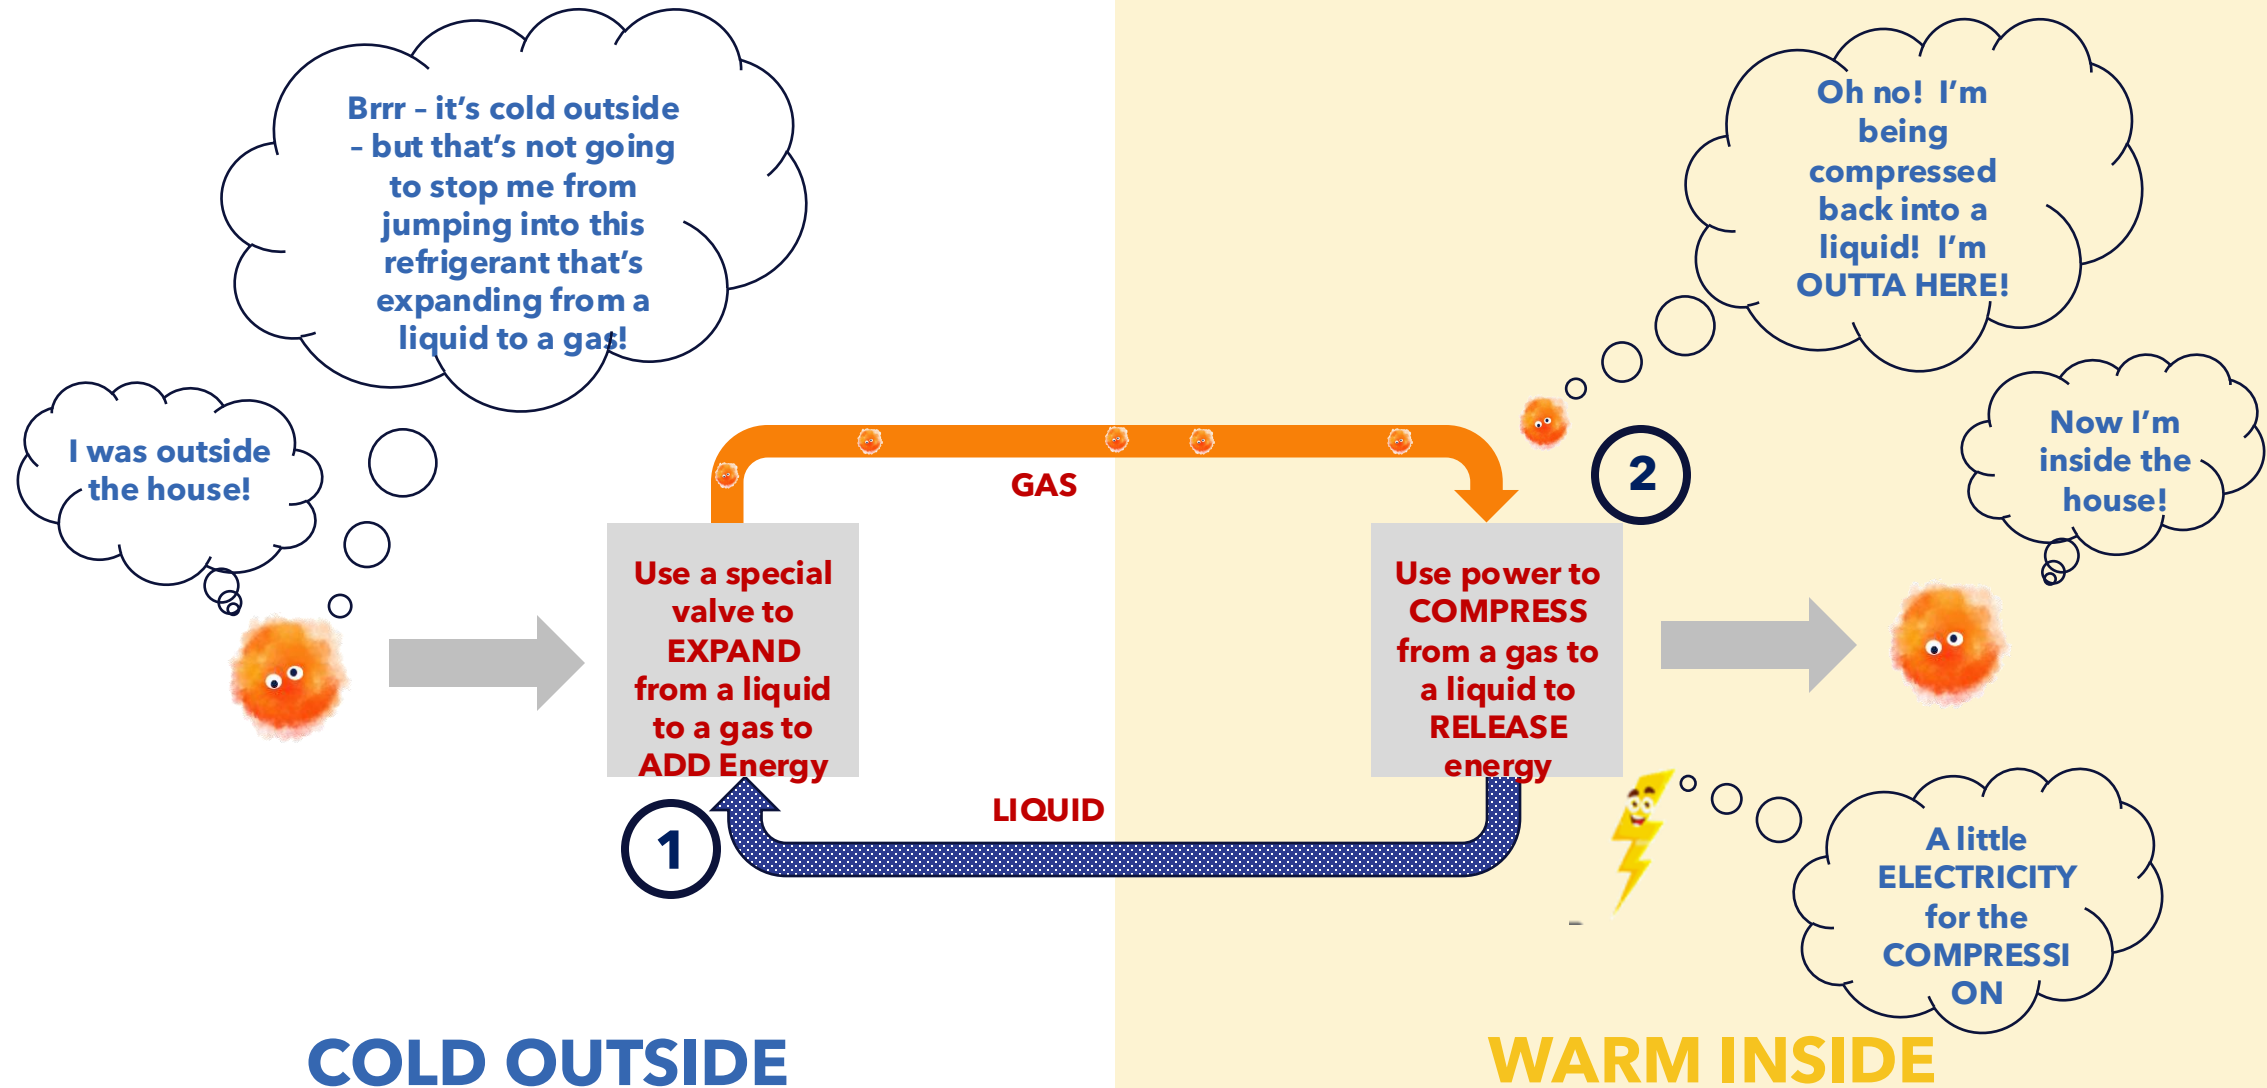 Brrr – it's cold outside
– but that's not going
to stop me from
jumping into this
refrigerant that's
expanding from a
liquid to a gas!
I was outside
the house!
Oh no!  I'm
being
compressed
back into a
liquid!  I'm
OUTTA HERE!
Now I'm
inside the
house!
GAS
2
Use a special
valve to
EXPAND
from a liquid
to a gas to
ADD Energy
Use power to
COMPRESS
from a gas to
a liquid to
RELEASE
energy
1
LIQUID
A little
ELECTRICITY
for the
COMPRESSI
ON
COLD OUTSIDE
WARM INSIDE